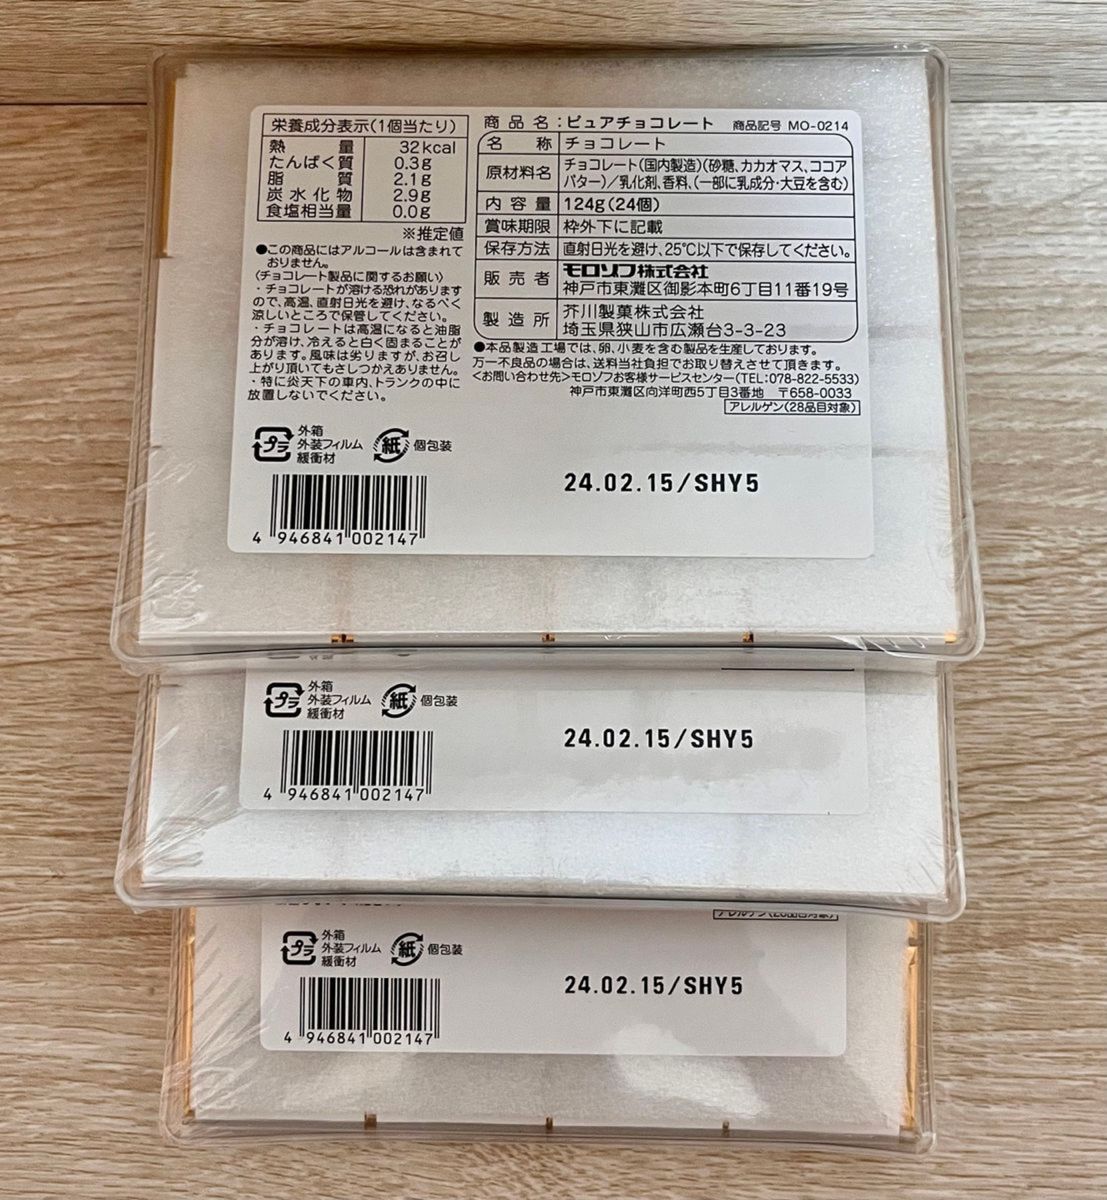 栄養成分表示(1個当たり)
熱量 32kcal
たんぱく質 0.3g
脂質 2.1g
炭水化物 2.9g
食塩相当量 0.0g
※推定値
●この商品にはアルコールは含まれて
おりません。
〈チョコレート製品に関するお願い〉
・チョコレートが溶ける恐れがあります
ので、高温、直射日光を避け、なるべく
涼しいところで保管してください。
・チョコレートは高温になると油脂
分が溶け、冷えると白く固まることが
あります。風味は劣りますが、お召し
上がり頂いてもさしつかえありません。
・特に炎天下の車内、トランクの中に
放置しないでください。
商品名:ピュアチョコレート 商品記号 MO-0214
名称 チョコレート
原材料名 チョコレート(国内製造)(砂糖、カカオマス、ココア
バター)/乳化剤、香料、(一部に乳成分・大豆を含む)
内容量 124g(24個)
賞味期限 枠外下に記載
保存方法 直射日光を避け、25℃以下で保存してください。
販売者 モロゾフ株式会社
神戸市東灘区御影本町6丁目11番19号
製造所 芥川製菓株式会社
埼玉県狭山市広瀬台3-3-23
●本品製造工場では、卵、小麦を含む製品を生産しております。
万一不良品の場合は、送料当社負担でお取り替えさせて頂きます。
<お問い合わせ先>モロゾフお客様サービスセンター(TEL:078-822-5533)
神戸市東灘区向洋町西5丁目3番地 〒658-0033
アレルゲン(28品目対象)
プラ 外箱
外装フィルム
緩衝材
紙 個包装
24.02.15/SHY5
4 946841 002147
プラ 外箱
外装フィルム
緩衝材
紙 個包装
24.02.15/SHY5
4 946841 002147
アレルゲン(28品目対象)
プラ 外箱
外装フィルム
緩衝材
紙 個包装
24.02.15/SHY5
4 946841 002147